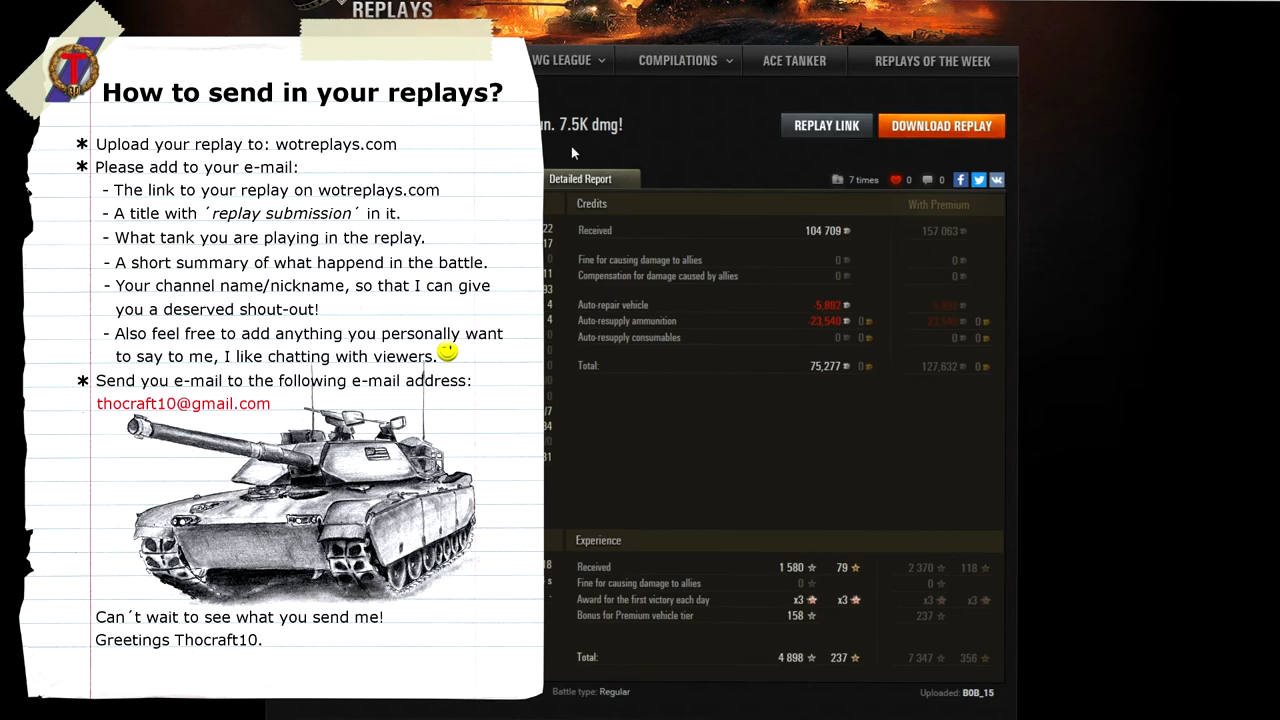 REPLAYS
WG LEAGUE COMPILATIONS ACE TANKER REPLAYS OF THE WEEK
How to send in your replays?
* Upload your replay to: wotreplays.com
* Please add to your e-mail:
- The link to your replay on wotreplays.com
- A title with ´replay submission´ in it.
- What tank you are playing in the replay.
- A short summary of what happend in the battle.
- Your channel name/nickname, so that I can give
you a deserved shout-out!
- Also feel free to add anything you personally want
to say to me, I like chatting with viewers.
* Send you e-mail to the following e-mail address:
thocraft10@gmail.com
Can´t wait to see what you send me!
Greetings Thocraft10.
7.5K dmg!
REPLAY LINK DOWNLOAD REPLAY
Detailed Report
7 times 0 0
Credits With Premium
Received 104 709 157 063
Fine for causing damage to allies 0 0
Compensation for damage caused by allies 0 0
Auto-repair vehicle -5,892 -5,892
Auto-resupply ammunition -23,540 0 23,540 0
Auto-resupply consumables 0 0 0 0
Total: 75,277 0 127,632 0
Experience
Received 1 580 79 2 370 118
Fine for causing damage to allies 0 0
Award for the first victory each day x3 x3 x3 x3
Bonus for Premium vehicle tier 158 237
Total: 4 898 237 7 347 356
Battle type: Regular
Uploaded: B0B_15